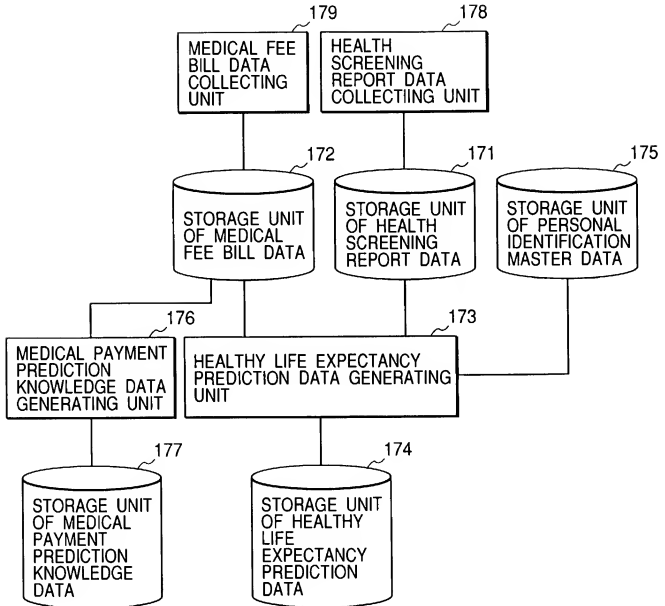 179
178
MEDICAL FEE
BILL DATA
COLLECTING
UNIT
HEALTH
SCREENING
REPORT DATA
COLLECTIING UNIT
172
171
175
STORAGE UNIT
OF MEDICAL
FEE BILL DATA
STORAGE UNIT
OF HEALTH
SCREENING
REPORT DATA
STORAGE UNIT
OF PERSONAL
IDENTIFICATION
MASTER DATA
176
173
MEDICAL PAYMENT
PREDICTION
KNOWLEDGE DATA
GENERATING UNIT
HEALTHY LIFE EXPECTANCY
PREDICTION DATA GENERATING
UNIT
177
174
STORAGE UNIT
OF MEDICAL
PAYMENT
PREDICTION
KNOWLEDGE
DATA
STORAGE UNIT
OF HEALTHY
LIFE
EXPECTANCY
PREDICTION
DATA